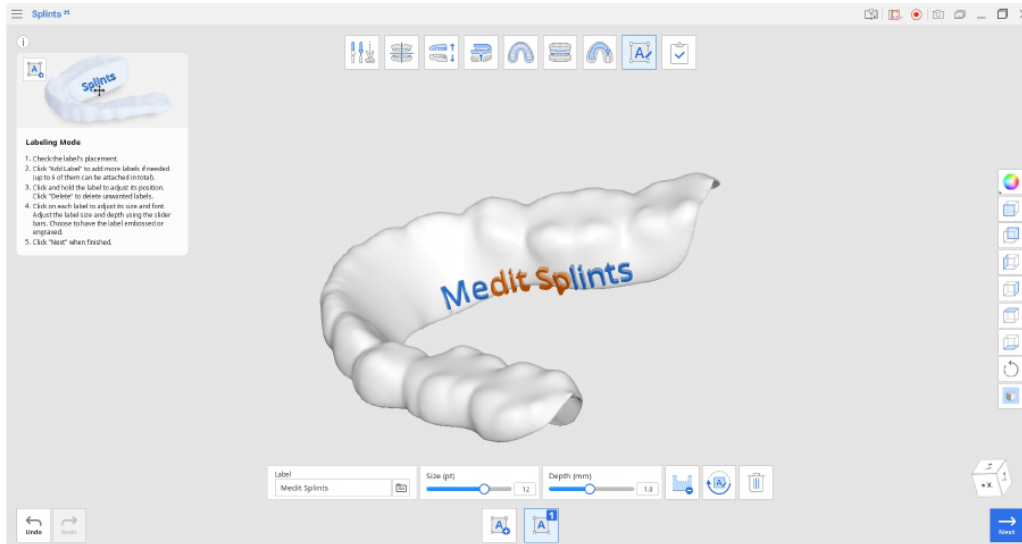 Splints
Splints
Labeling Mode
1. Check the label's placement.
2. Click "Add Label" to add more labels if needed
(up to 6 of them can be attached in total).
3. Click and hold the label to adjust its position.
Click "Delete" to delete unwanted labels.
4. Click on each label to adjust its size and font.
Adjust the label size and depth using the slider
bars. Choose to have the label embossed or
engraved.
5. Click "Next" when finished.
Medit Splints
Label
Medit Splints
Size (pt)
12
Depth (mm)
1.0
1
Undo
Redo
+X
Next